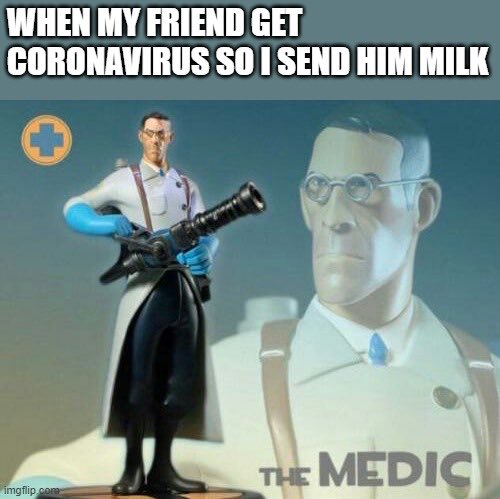 WHEN MY FRIEND GET
CORONAVIRUS SO I SEND HIM MILK
THE MEDIC
imgflip.com